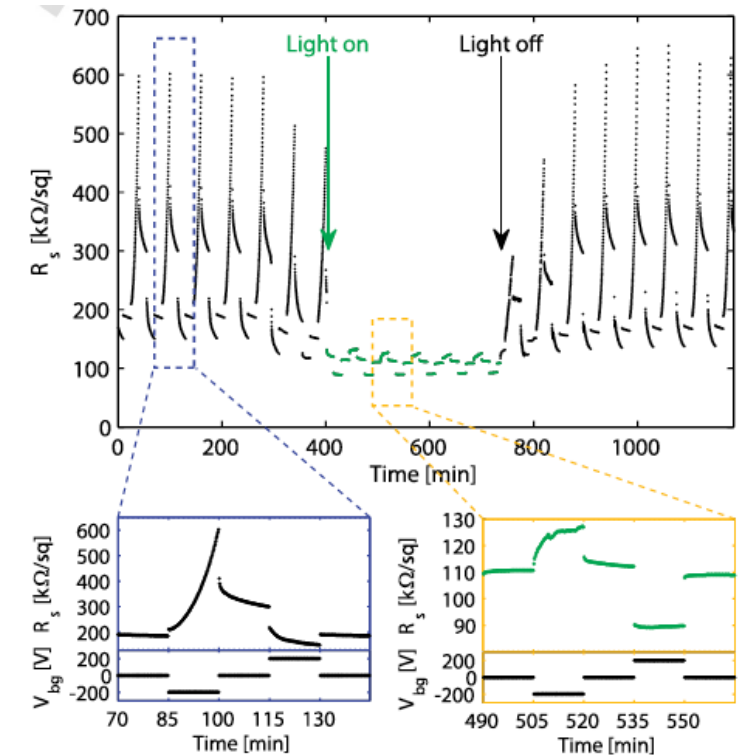 Light on
Light off
R s [kΩ/sq]
700
600
500
400
300
200
100
0
0 200 400 600 800 1000
Time [min]
R s [kΩ/sq]
600
500
400
300
200
V bg [V]
200
0
-200
70 85 100 115 130
Time [min]
R s [kΩ/sq]
130
120
110
100
90
V bg [V]
200
0
-200
490 505 520 535 550
Time [min]